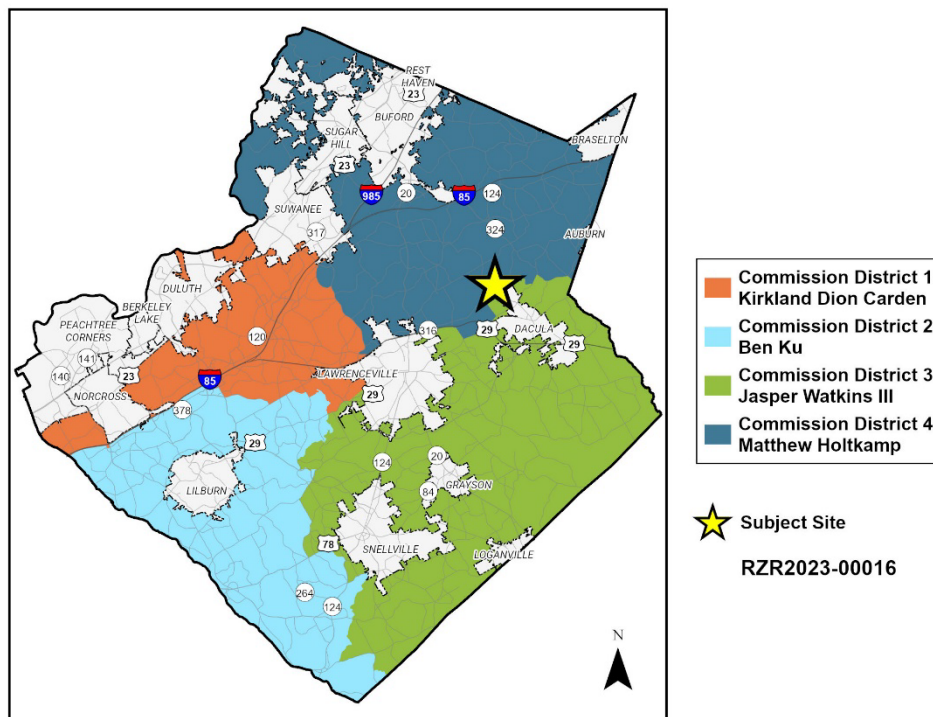 REST
HAVEN
23
BUFORD
SUGAR
HILL
23
BRASELTON
985
20
85
124
SUWANEE
317
324
AUBURN
DULUTH
BERKELEY
LAKE
PEACHTREE
CORNERS
141
140
23
NORCROSS
120
85
316
29
DACULA
29
LAWRENCEVILLE
29
378
29
LILBURN
124
20
GRAYSON
84
78
SNELLVILLE
LOGANVILLE
264
124
N
Commission District 1
Kirkland Dion Carden
Commission District 2
Ben Ku
Commission District 3
Jasper Watkins III
Commission District 4
Matthew Holtkamp
Subject Site
RZR2023-00016